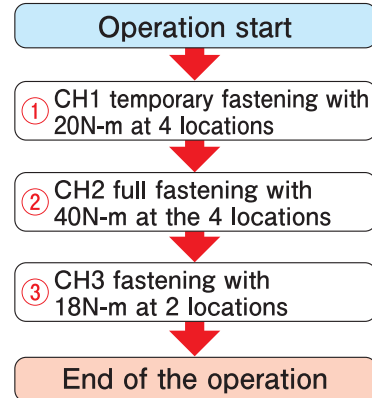 Operation start
① CH1 temporary fastening with
20N-m at 4 locations
② CH2 full fastening with
40N-m at the 4 locations
③ CH3 fastening with
18N-m at 2 locations
End of the operation